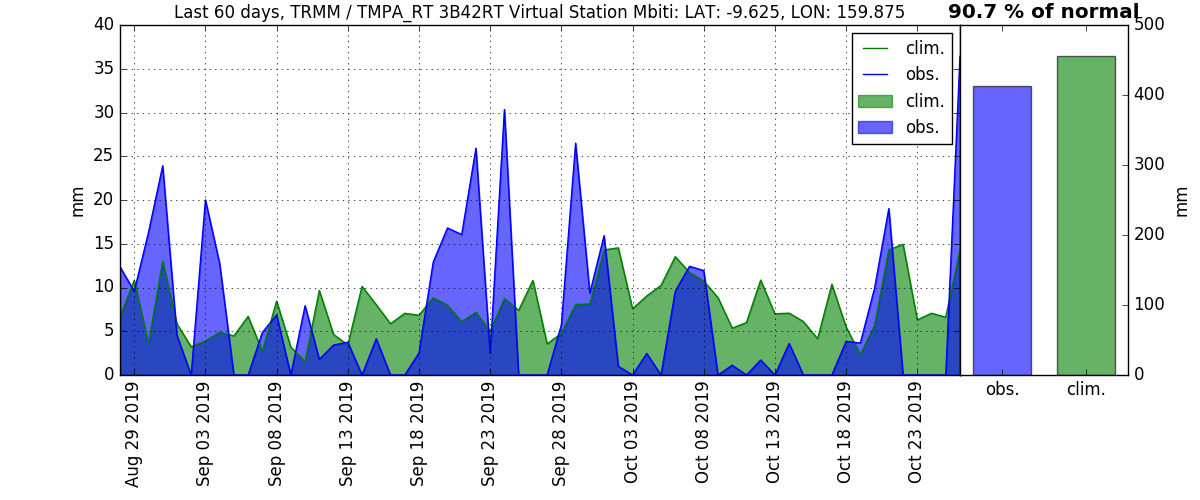 Last 60 days, TRMM / TMPA_RT 3B42RT Virtual Station Mbiti: LAT: -9.625, LON: 159.875
90.7 % of normal
40
35
30
25
20
15
10
5
0
mm
clim.
obs.
clim.
obs.
Aug 29 2019
Sep 03 2019
Sep 08 2019
Sep 13 2019
Sep 18 2019
Sep 23 2019
Sep 28 2019
Oct 03 2019
Oct 08 2019
Oct 13 2019
Oct 18 2019
Oct 23 2019
500
400
300
200
100
0
mm
obs.
clim.